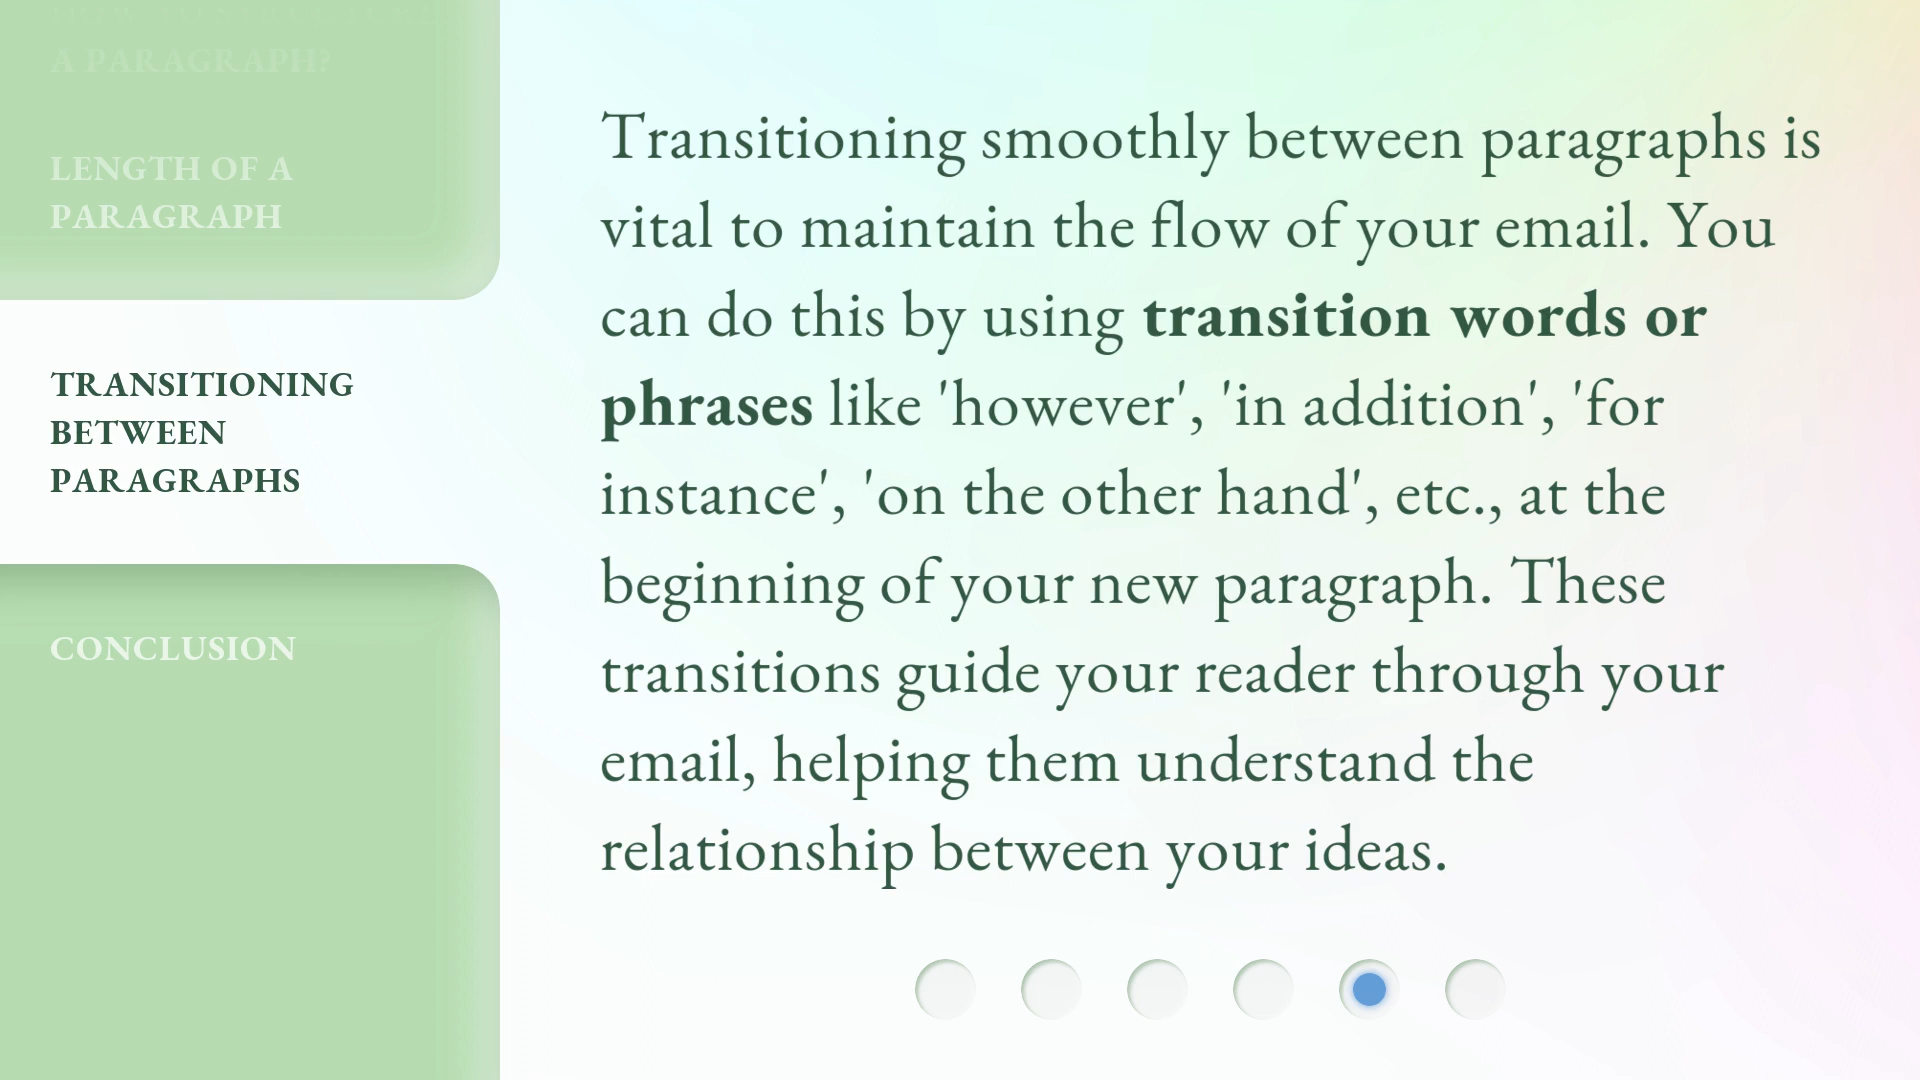 A PARAGRAPH?
LENGTH OF A
PARAGRAPH
TRANSITIONING
BETWEEN
PARAGRAPHS
CONCLUSION
Transitioning smoothly between paragraphs is
vital to maintain the flow of your email. You
can do this by using transition words or
phrases like 'however', 'in addition', 'for
instance', 'on the other hand', etc., at the
beginning of your new paragraph. These
transitions guide your reader through your
email, helping them understand the
relationship between your ideas.